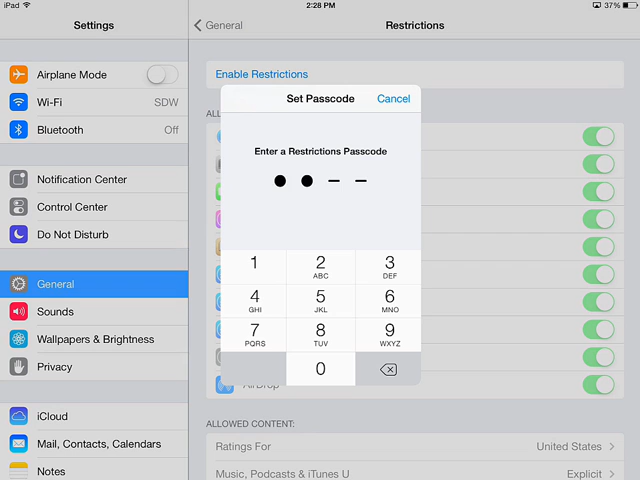 iPad
2:28 PM
37%
Settings
General
Restrictions
Airplane Mode
Wi-Fi
SDW
Bluetooth
Off
Notification Center
Control Center
Do Not Disturb
General
Sounds
Wallpapers & Brightness
Privacy
iCloud
Mail, Contacts, Calendars
Notes
Enable Restrictions
Set Passcode
Cancel
Enter a Restrictions Passcode
1
2
ABC
3
DEF
4
GHI
5
JKL
6
MNO
7
PQRS
8
TUV
9
WXYZ
0
AirDrop
ALLOWED CONTENT:
Ratings For
United States
Music, Podcasts & iTunes U
Explicit